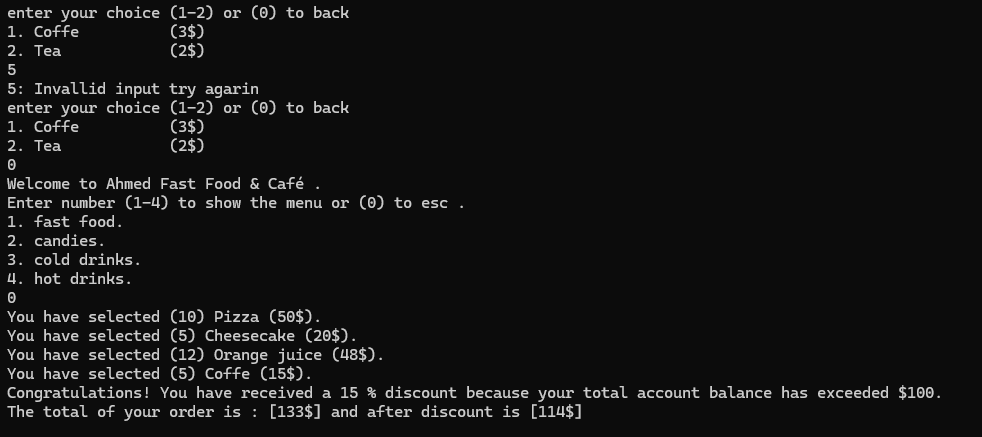 enter your choice (1-2) or (0) to back
1. Coffe          (3$)
2. Tea            (2$)
5
5: Invallid input try agarin
enter your choice (1-2) or (0) to back
1. Coffe          (3$)
2. Tea            (2$)
0
Welcome to Ahmed Fast Food & Café .
Enter number (1-4) to show the menu or (0) to esc .
1. fast food.
2. candies.
3. cold drinks.
4. hot drinks.
0
You have selected (10) Pizza (50$).
You have selected (5) Cheesecake (20$).
You have selected (12) Orange juice (48$).
You have selected (5) Coffe (15$).
Congratulations! You have received a 15 % discount because your total account balance has exceeded $100.
The total of your order is : [133$] and after discount is [114$]